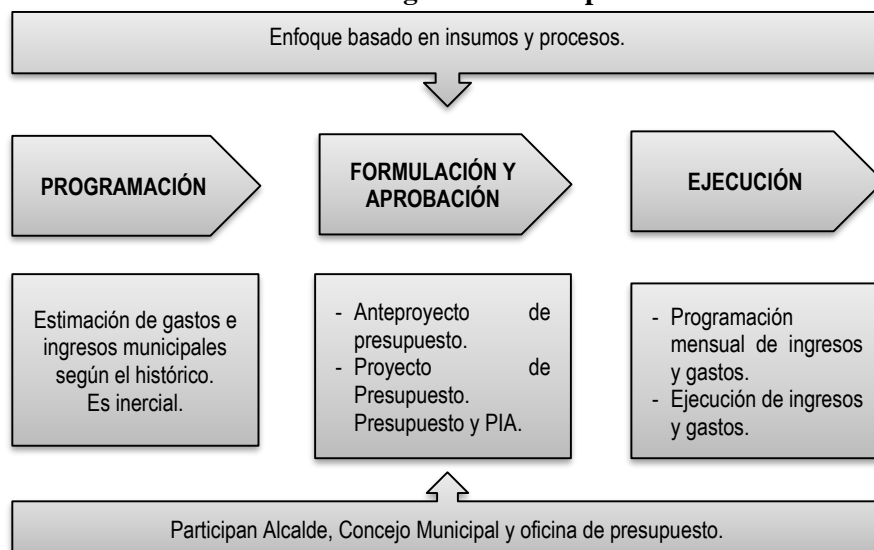 Enfoque basado en insumos y procesos.
PROGRAMACIÓN
FORMULACIÓN Y
APROBACIÓN
EJECUCIÓN
Estimación de gastos e
ingresos municipales
según el histórico.
Es inercial.
- Anteproyecto de
presupuesto.
- Proyecto de
Presupuesto.
Presupuesto y PIA.
- Programación
mensual de ingresos
y gastos.
- Ejecución de ingresos
y gastos.
Participan Alcalde, Concejo Municipal y oficina de presupuesto.